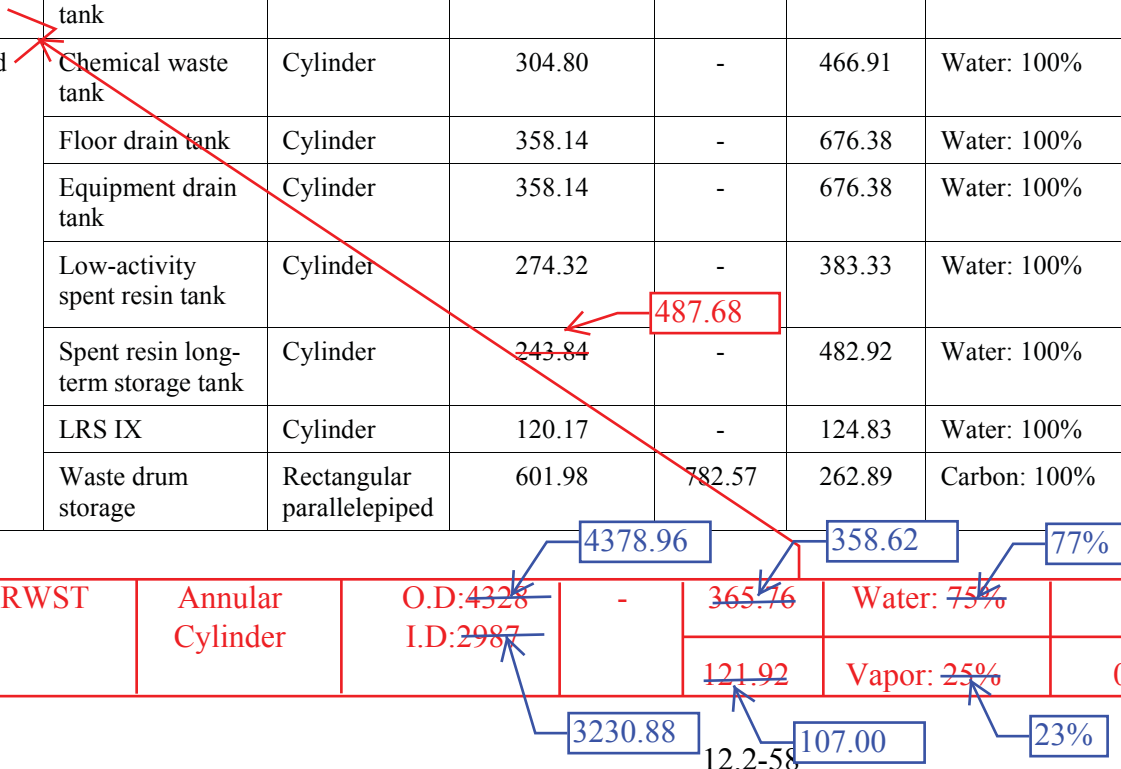 tank
Chemical waste tank Cylinder 304.80 - 466.91 Water: 100%
Floor drain tank Cylinder 358.14 - 676.38 Water: 100%
Equipment drain tank Cylinder 358.14 - 676.38 Water: 100%
Low-activity spent resin tank Cylinder 274.32 - 383.33 Water: 100%
487.68
Spent resin long-term storage tank Cylinder 243.84 - 482.92 Water: 100%
LRS IX Cylinder 120.17 - 124.83 Water: 100%
Waste drum storage Rectangular parallelepiped 601.98 782.57 262.89 Carbon: 100%
4378.96 358.62 77%
RWST Annular Cylinder O.D:4328 - 365.76 Water: 75%
I.D:2987
121.92 Vapor: 25%
3230.88 107.00 23%
12.2-58